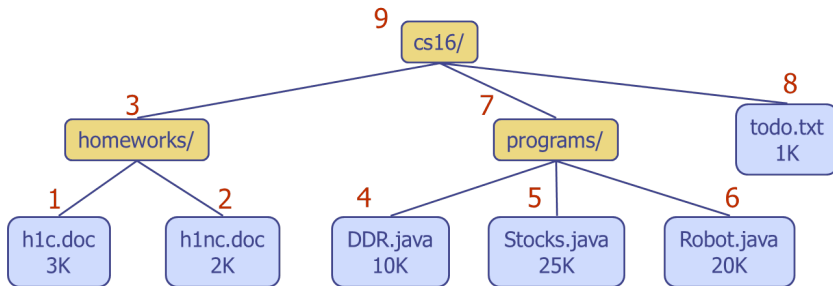 9
cs16/
3
7
8
homeworks/
programs/
todo.txt
1K
1
2
4
5
6
h1c.doc
3K
h1nc.doc
2K
DDR.java
10K
Stocks.java
25K
Robot.java
20K